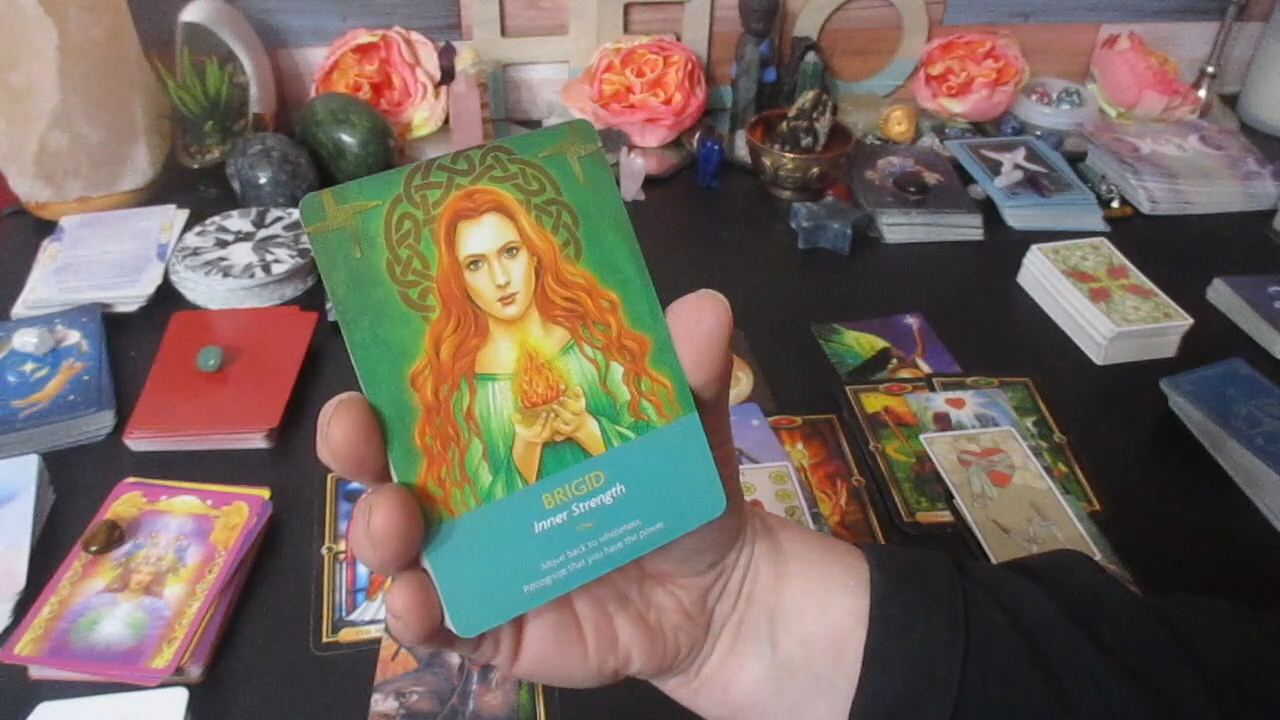 BRIGID
Inner Strength
Move back to wholeness.
Recognize that you have the power.